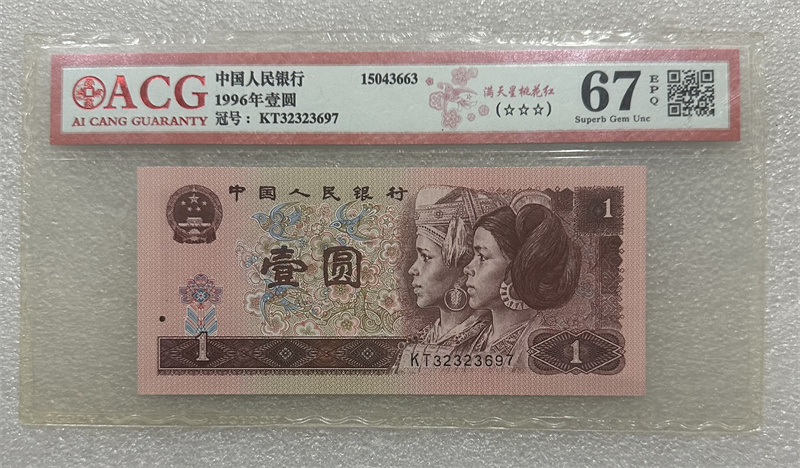 ACG
AI CANG GUARANTY
中国人民银行
1996年壹圆
冠号： KT32323697
15043663
满天星桃花红
(☆☆☆)
67
EPQ
Superb Gem Unc
中国人民银行
1
壹圆
1
KT32323697
1